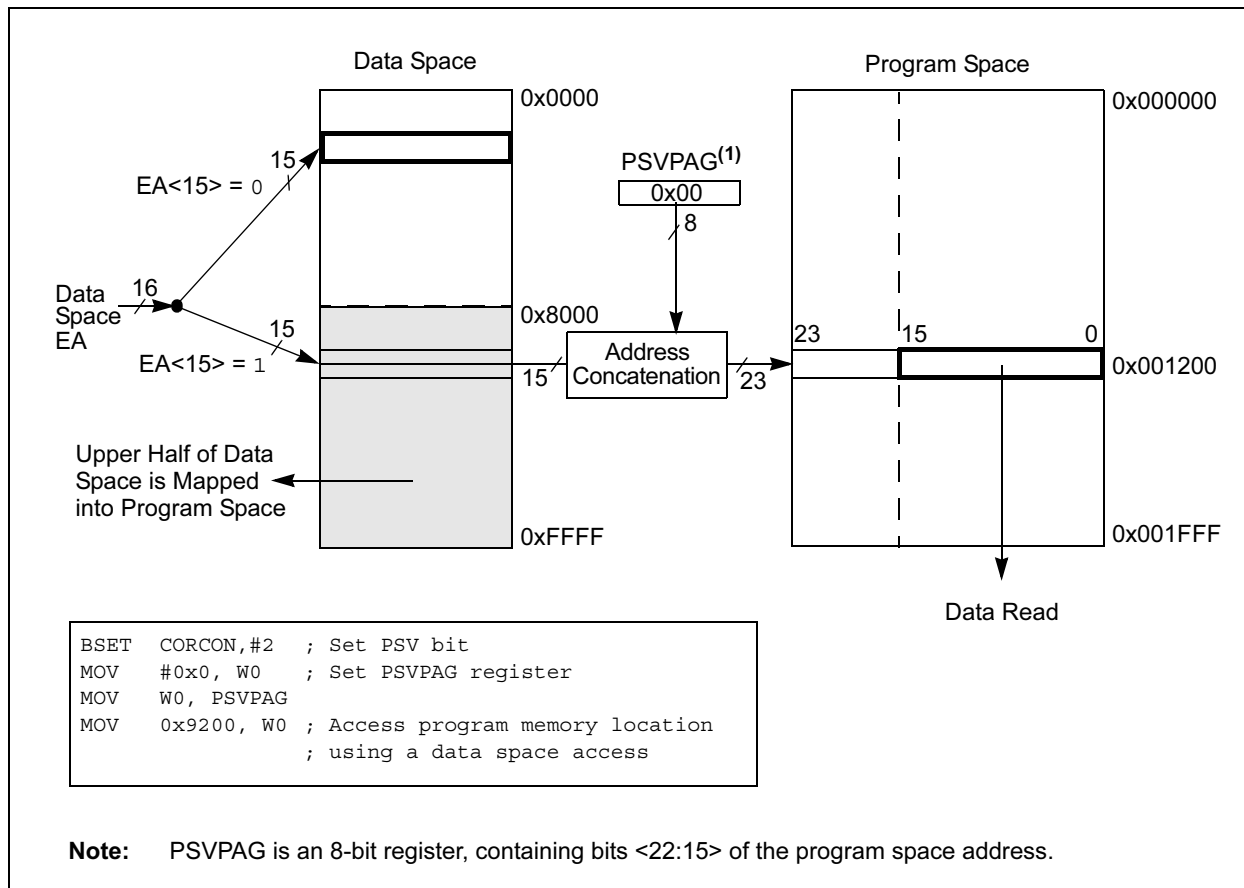 Data Space
Program Space
0x0000
0x000000
PSVPAG(1)
0x00
8
15
EA<15> = 0
16
Data
Space
EA
15
EA<15> = 1
0x8000
15
Address
Concatenation
23
23
15
0
0x001200
Upper Half of Data
Space is Mapped
into Program Space
0xFFFF
0x001FFF
Data Read
BSET CORCON,#2 ; Set PSV bit
MOV #0x0, W0 ; Set PSVPAG register
MOV W0, PSVPAG
MOV 0x9200, W0 ; Access program memory location
; using a data space access
Note: PSVPAG is an 8-bit register, containing bits <22:15> of the program space address.